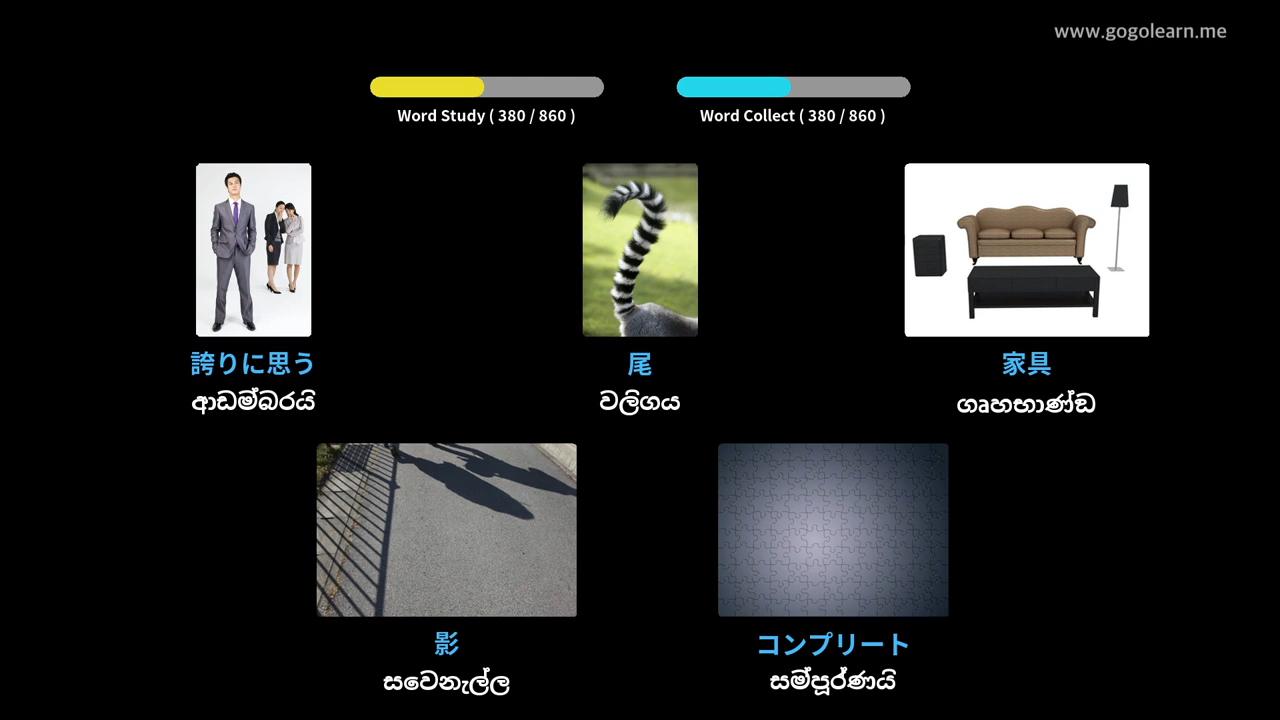 www.gogolearn.me
Word Study ( 380 / 860 )
Word Collect ( 380 / 860 )
誇りに思う
ආඩම්බරයි
尾
වලිගය
家具
ගෘහභාණ්ඩ
影
සවෙනැල්ල
コンプリート
සම්පූර්ණයි